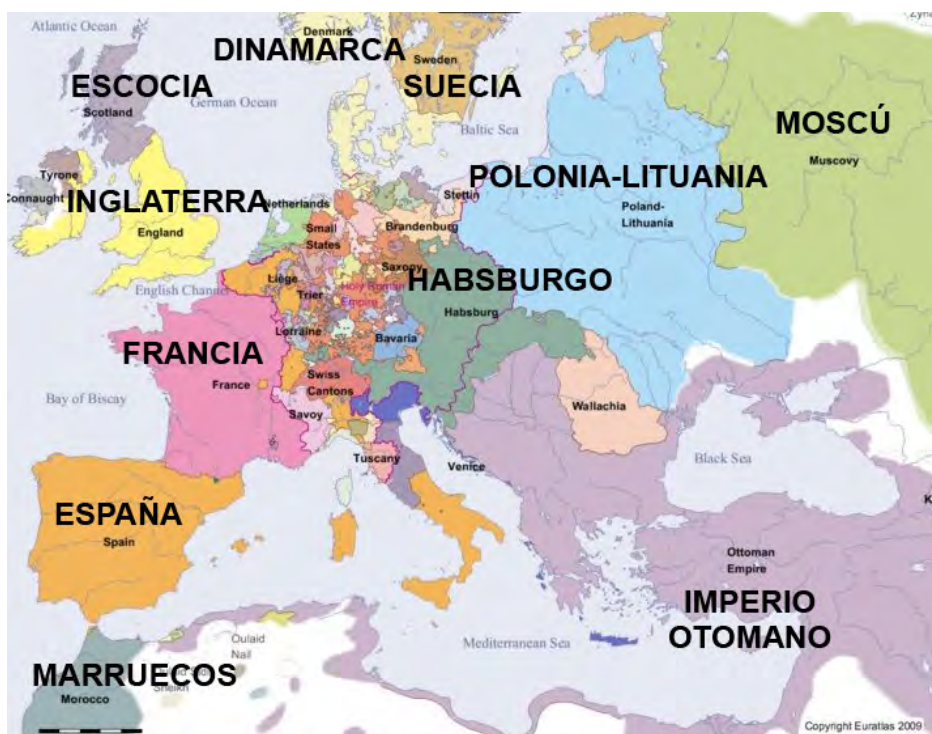 Atlantic Ocean
Denmark
DINAMARCA
Sweden
SUECIA
ESCOCIA
Scotland
German Ocean
Baltic Sea
MOSCÚ
Muscovy
Tyrone
Connaught
INGLATERRA
England
Netherlands
Small
States
Stettin
Brandenburg
POLONIA-LITUANIA
Poland-
Lithuania
Saxony
HABSBURGO
Habsburg
Liège
Trier
Holy Roman
Empire
English Channel
Lorraine
Bavaria
FRANCIA
France
Swiss
Cantons
Savoy
Bay of Biscay
Wallachia
Tuscany
Venice
Black Sea
ESPAÑA
Spain
Ottoman
Empire
IMPERIO
OTOMANO
Mediterranean Sea
Oulaid
Nail
MARRUECOS
Sheikh
Morocco
Copyright Euratlas 2009